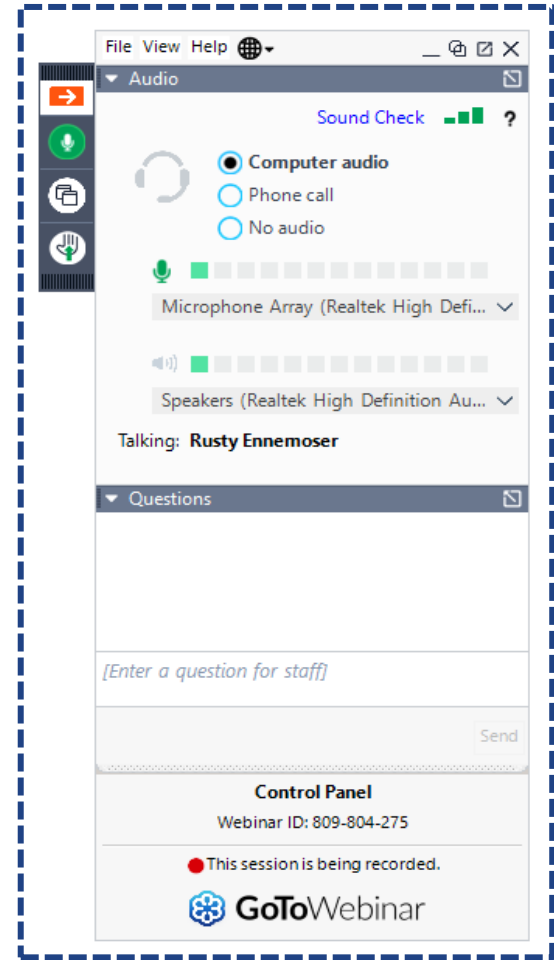 File View Help
Audio
Sound Check ?
Computer audio
Phone call
No audio
Microphone Array (Realtek High Defi...
Speakers (Realtek High Definition Au...
Talking: Rusty Ennemoser
Questions
[Enter a question for staff]
Send
Control Panel
Webinar ID: 809-804-275
This session is being recorded.
GoToWebinar